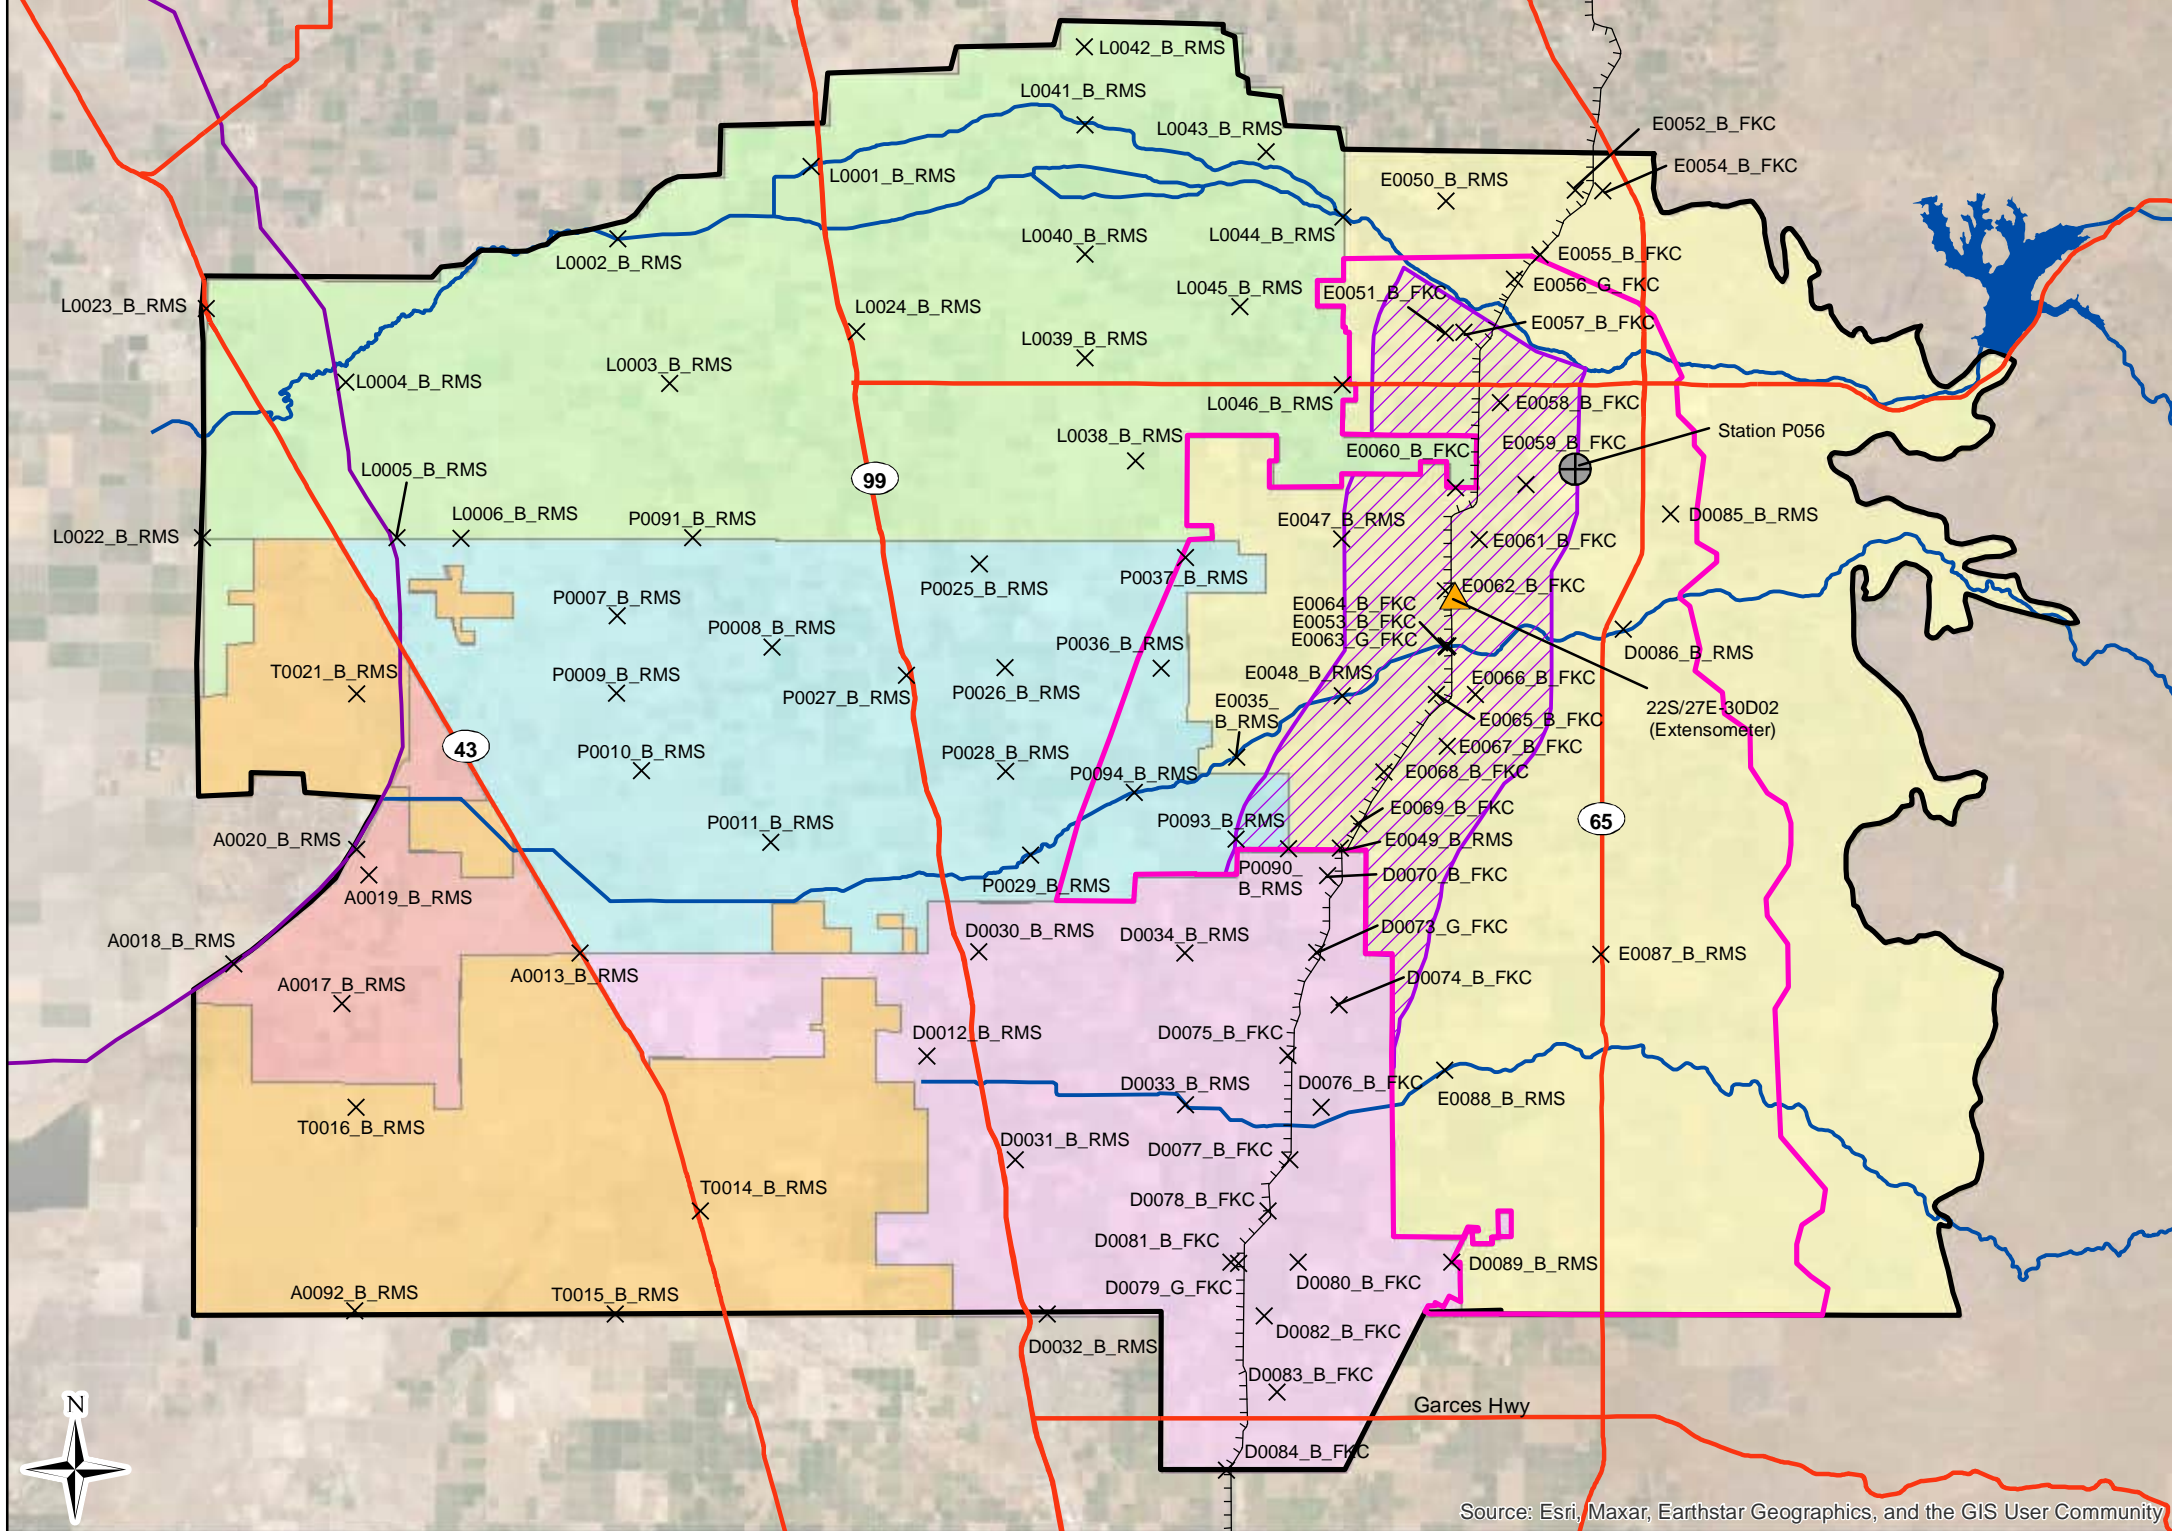 L0042_B_RMS
L0041_B_RMS
L0043_B_RMS
E0052_B_FKC
E0054_B_FKC
L0001_B_RMS
E0050_B_RMS
L0040_B_RMS
L0044_B_RMS
L0002_B_RMS
E0055_B_FKC
E0056_G_FKC
L0045_B_RMS
E0051_B_FKC
L0023_B_RMS
L0024_B_RMS
E0057_B_FKC
L0039_B_RMS
L0003_B_RMS
L0004_B_RMS
L0046_B_RMS
E0058_B_FKC
Station P056
L0038_B_RMS
E0059_B_FKC
E0060_B_FKC
L0005_B_RMS
99
L0006_B_RMS
P0091_B_RMS
E0047_B_RMS
D0085_B_RMS
L0022_B_RMS
E0061_B_FKC
P0025_B_RMS
P0037_B_RMS
E0062_B_FKC
P0007_B_RMS
E0064_B_FKC
E0053_B_FKC
E0063_G_FKC
P0008_B_RMS
P0036_B_RMS
D0086_B_RMS
T0021_B_RMS
P0009_B_RMS
P0027_B_RMS
P0026_B_RMS
E0048_B_RMS
E0066_B_FKC
E0035_
B_RMS
E0065_B_FKC
22S/27E-30D02
(Extensometer)
43
P0010_B_RMS
P0028_B_RMS
E0067_B_FKC
P0094_B_RMS
E0068_B_FKC
E0069_B_FKC
P0011_B_RMS
P0093_B_RMS
65
A0020_B_RMS
E0049_B_RMS
P0090_
B_RMS
D0070_B_FKC
P0029_B_RMS
A0019_B_RMS
D0030_B_RMS
D0034_B_RMS
D0073_G_FKC
A0018_B_RMS
E0087_B_RMS
A0013_B_RMS
A0017_B_RMS
D0074_B_FKC
D0012_B_RMS
D0075_B_FKC
D0033_B_RMS
D0076_B_FKC
E0088_B_RMS
T0016_B_RMS
D0031_B_RMS
D0077_B_FKC
T0014_B_RMS
D0078_B_FKC
D0081_B_FKC
D0089_B_RMS
D0079_G_FKC
D0080_B_FKC
A0092_B_RMS
T0015_B_RMS
D0082_B_FKC
D0032_B_RMS
D0083_B_FKC
Garces Hwy
N
D0084_B_FKC
Source: Esri, Maxar, Earthstar Geographics, and the GIS User Community